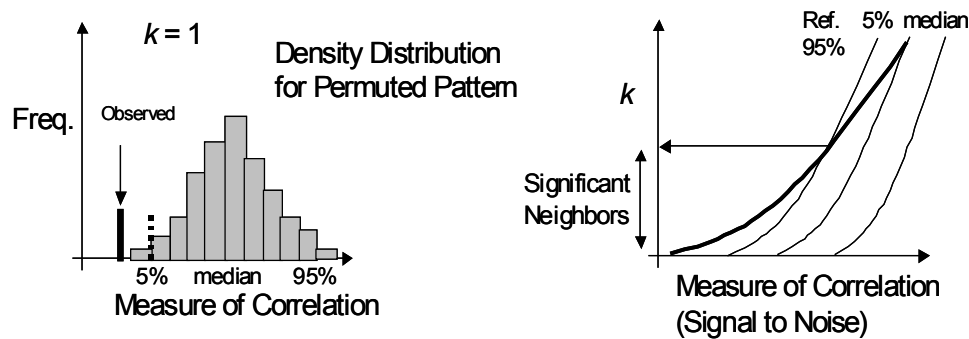 k = 1
Density Distribution
for Permuted Pattern
Freq.
Observed
5% median 95%
Measure of Correlation
Ref. 5% median
95%
k
Significant
Neighbors
Measure of Correlation
(Signal to Noise)